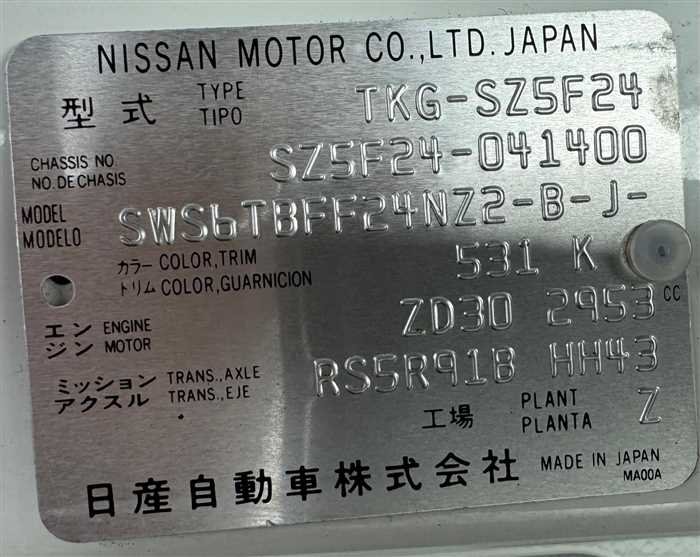 NISSAN MOTOR CO.,LTD. JAPAN
型式 TYPE TIPO TKG-SZ5F24
CHASSIS NO. NO. DE CHASIS SZ5F24-041400
MODEL MODELO SWS6TBFF24NZ2-B-J-
カラー COLOR,TRIM トリム COLOR,GUARNICION 531 K
エンジン ENGINE MOTOR ZD30 2953 CC
ミッション TRANS.,AXLE アクスル TRANS.,EJE RS5R91B HH43
工場 PLANT PLANTA Z
日産自動車株式会社 MADE IN JAPAN
MA00A